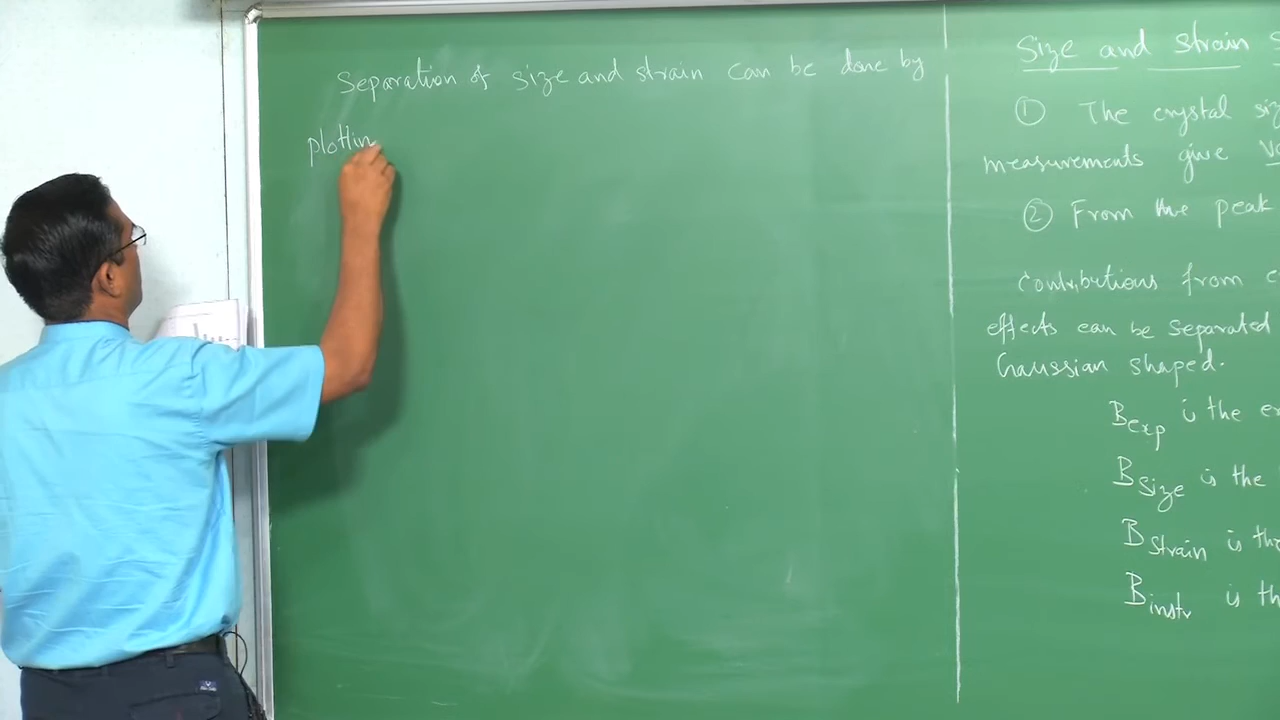 Separation of size and strain can be done by
plottin
Size and strain
① The crystal
measurements give
② From the peak
Contributions from
effects can be separated
Gaussian shaped.
Bexp is the
Bsize is the
Bstrain is
Binstr is